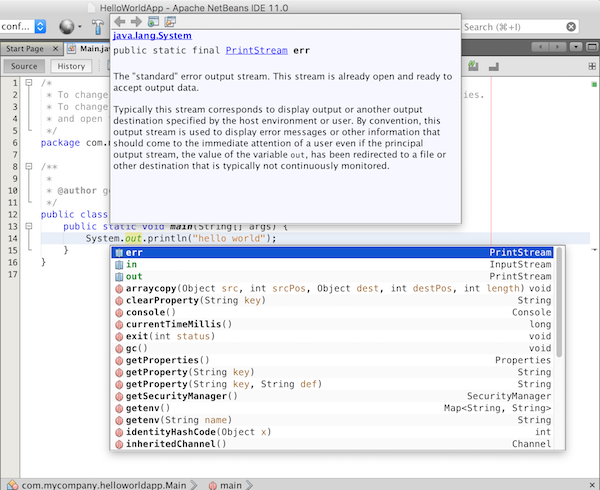 HelloWorldApp - Apache NetBeans IDE 11.0
conf...
Search (⌘+I)
Start Page
Main.java
Source
History
java.lang.System
public static final PrintStream err
The "standard" error output stream. This stream is already open and ready to
accept output data.
Typically this stream corresponds to display output or another output
destination specified by the host environment or user. By convention, this
output stream is used to display error messages or other information that
should come to the immediate attention of a user even if the principal
output stream, the value of the variable out, has been redirected to a file or
other destination that is typically not continuously monitored.
1 /*
2 * To change ies.
3 * To change
4 * and open
5 */
6 package com.
7
8 /**
9 *
10 * @author ge
11 */
12 public class
13 public static void main(String[] args) {
14 System.out.println("hello world");
15 }
16 }
17
err PrintStream
in InputStream
out PrintStream
arraycopy(Object src, int srcPos, Object dest, int destPos, int length) void
clearProperty(String key) String
console() Console
currentTimeMillis() long
exit(int status) void
gc() void
getProperties() Properties
getProperty(String key) String
getProperty(String key, String def) String
getSecurityManager() SecurityManager
getenv() Map<String, String>
getenv(String name) String
identityHashCode(Object x) int
inheritedChannel() Channel
com.mycompany.helloworldapp.Main
main